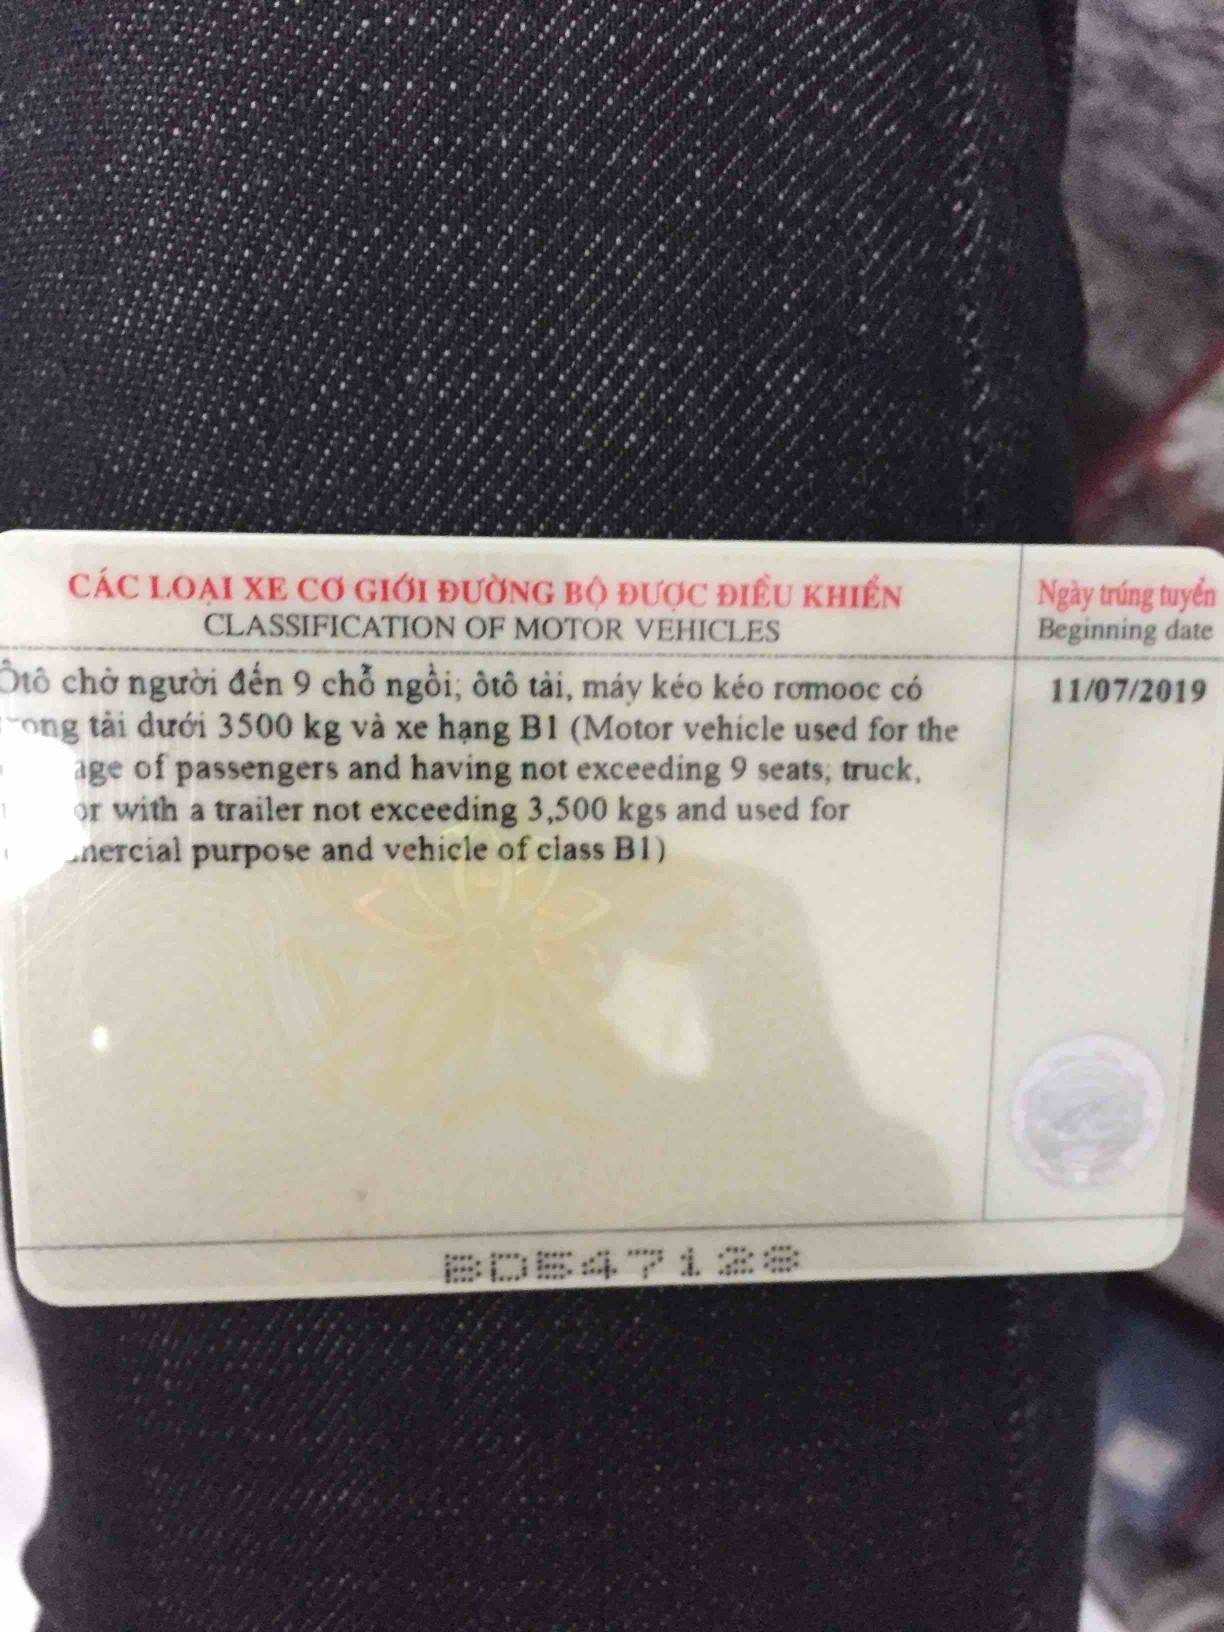 CÁC LOẠI XE CƠ GIỚI ĐƯỜNG BỘ ĐƯỢC ĐIỀU KHIỂN
CLASSIFICATION OF MOTOR VEHICLES
Ngày trúng tuyển
Beginning date
Ôtô chở người đến 9 chỗ ngồi; ôtô tải, máy kéo kéo rơmooc có
tải dưới 3500 kg và xe hạng B1 (Motor vehicle used for the
of passengers and having not exceeding 9 seats; truck,
with a trailer not exceeding 3,500 kgs and used for
purpose and vehicle of class B1)
11/07/2019
BD547128